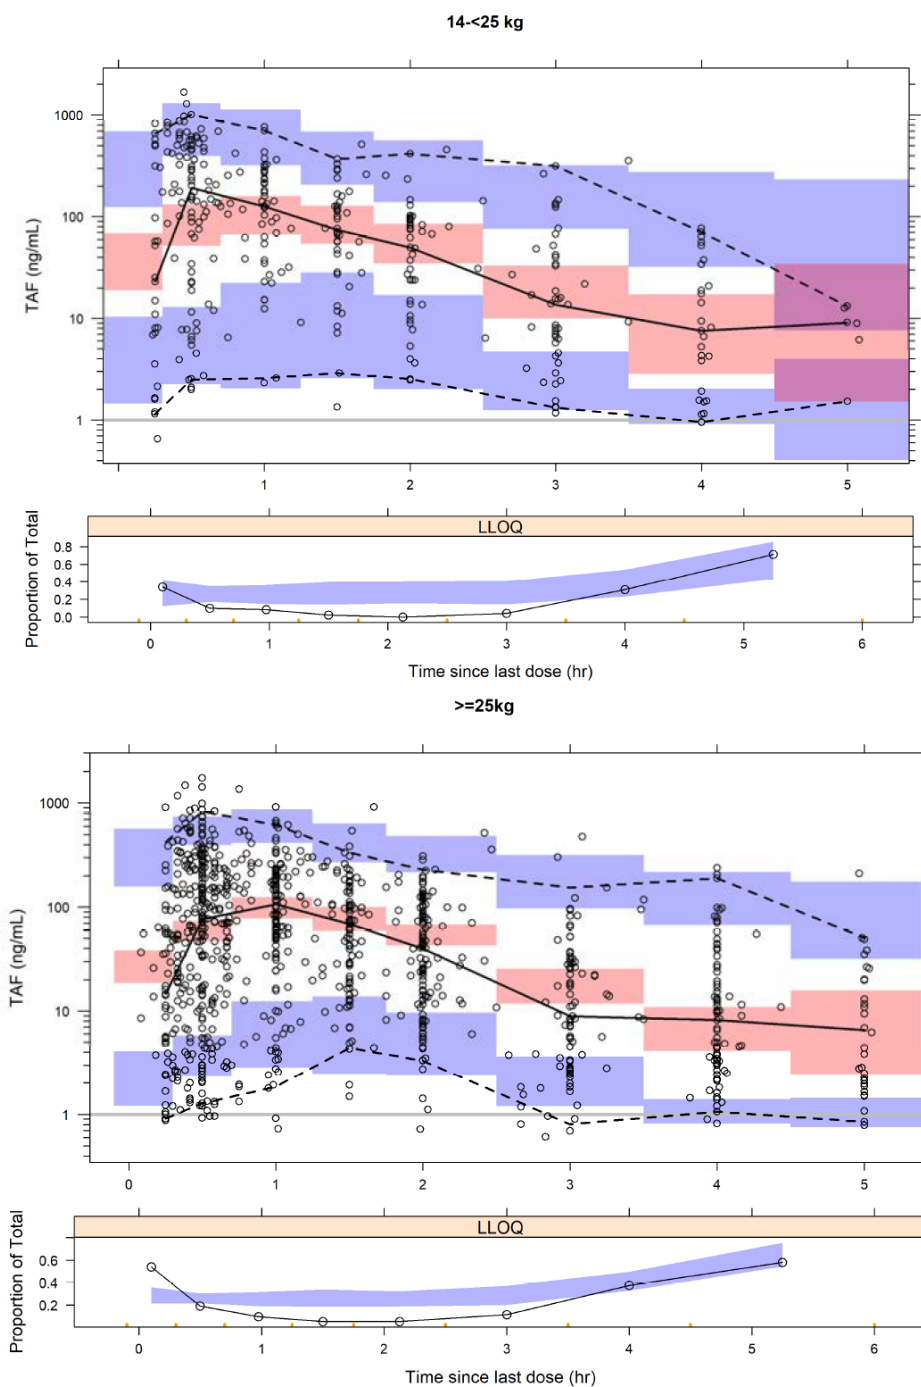 14-<25 kg
TAF (ng/mL)
1000
100
10
1
1 2 3 4 5
LLOQ
Proportion of Total
0.8
0.6
0.4
0.2
0.0
0 1 2 3 4 5 6
Time since last dose (hr)
>=25kg
TAF (ng/mL)
1000
100
10
1
0 1 2 3 4 5
LLOQ
Proportion of Total
0.6
0.4
0.2
0 1 2 3 4 5 6
Time since last dose (hr)